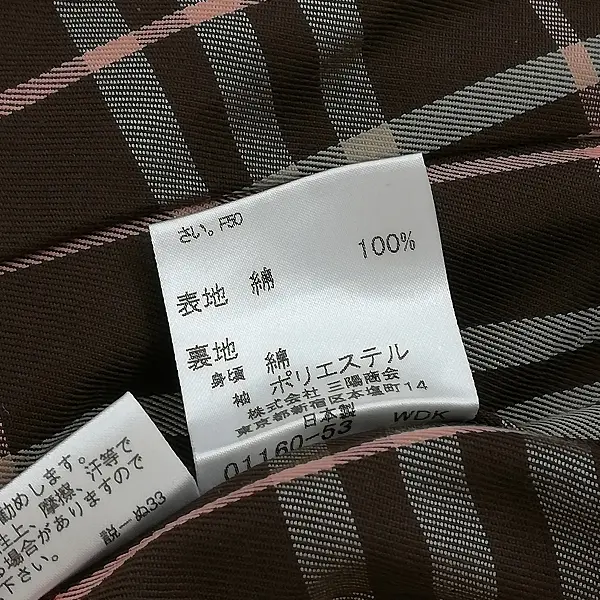 さい。F50
100%
表地 綿
裏地
身頃 綿
袖 ポリエステル
株式会社 三陽商会
東京都新宿区本塩町14
日本製 WDK
01160-53
勧めします。
性上、摩擦、汗等で
場合がありますので
下さい。
説一ぬ33